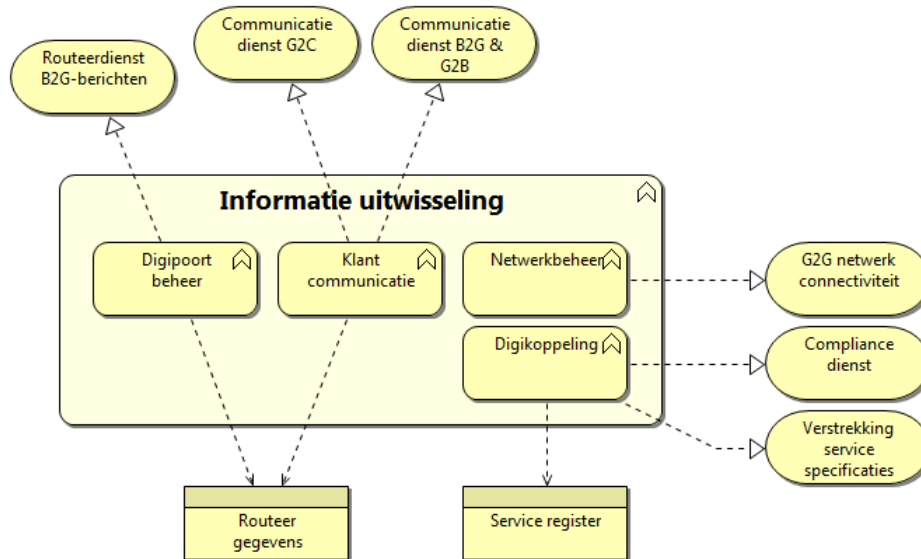 Communicatie
dienst G2C
Communicatie
dienst B2G &
G2B
Routeerdienst
B2G-berichten
Informatie uitwisseling
Digipoort
beheer
Klant
communicatie
Netwerkbeheer
G2G netwerk
connectiviteit
Digikoppeling
Compliance
dienst
Verstrekking
service
specificaties
Routeer
gegevens
Service register